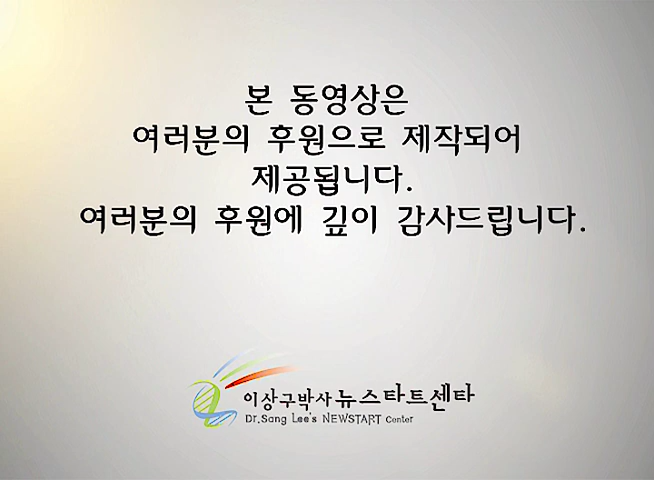 본 동영상은
여러분의 후원으로 제작되어
제공됩니다.
여러분의 후원에 깊이 감사드립니다.
이상구박사 뉴스타트센타
Dr.Sang Lee's NEWSTART Center